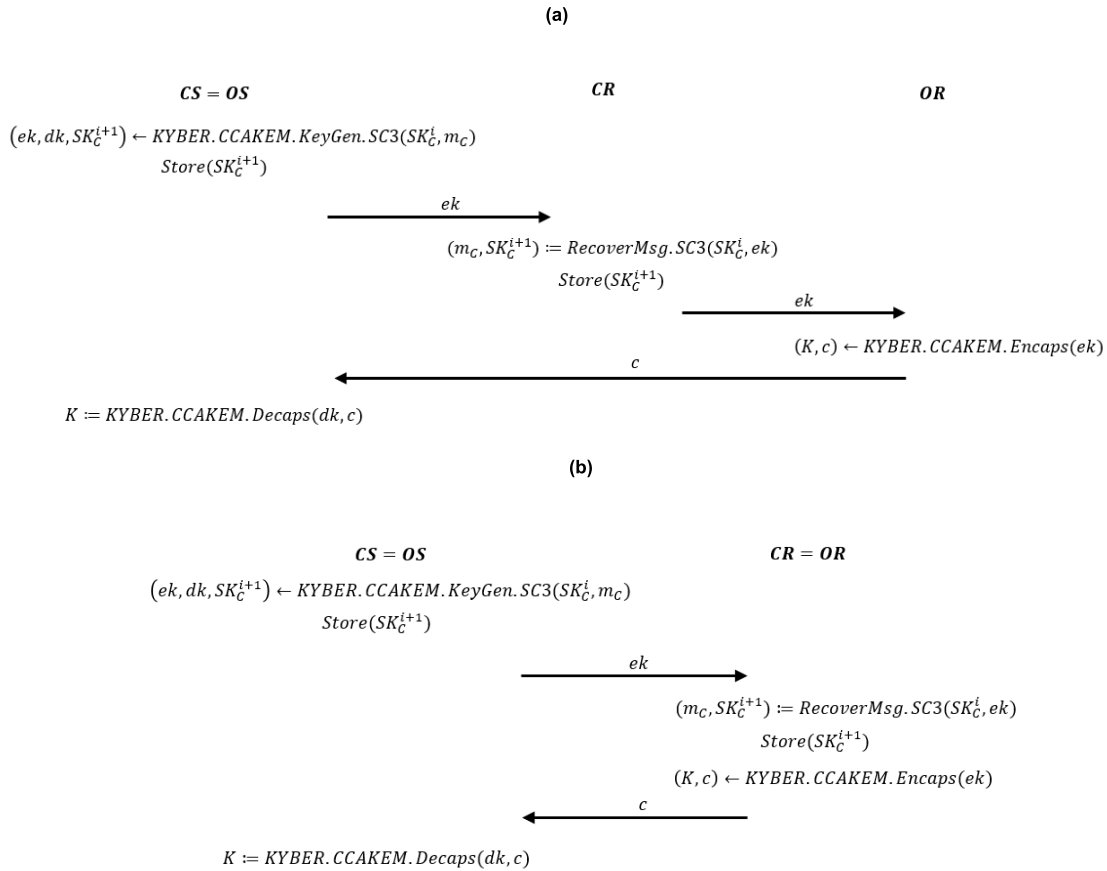 (a)
CS = OS CR OR
(ek, dk, SK_C^{i+1}) ← KYBER.CCAKEM.KeyGen.SC3(SK_C^i, m_C)
Store(SK_C^{i+1})
ek
(m_C, SK_C^{i+1}) ≔ RecoverMsg.SC3(SK_C^i, ek)
Store(SK_C^{i+1})
ek
(K, c) ← KYBER.CCAKEM.Encaps(ek)
c
K ≔ KYBER.CCAKEM.Decaps(dk, c)
(b)
CS = OS CR = OR
(ek, dk, SK_C^{i+1}) ← KYBER.CCAKEM.KeyGen.SC3(SK_C^i, m_C)
Store(SK_C^{i+1})
ek
(m_C, SK_C^{i+1}) ≔ RecoverMsg.SC3(SK_C^i, ek)
Store(SK_C^{i+1})
(K, c) ← KYBER.CCAKEM.Encaps(ek)
c
K ≔ KYBER.CCAKEM.Decaps(dk, c)